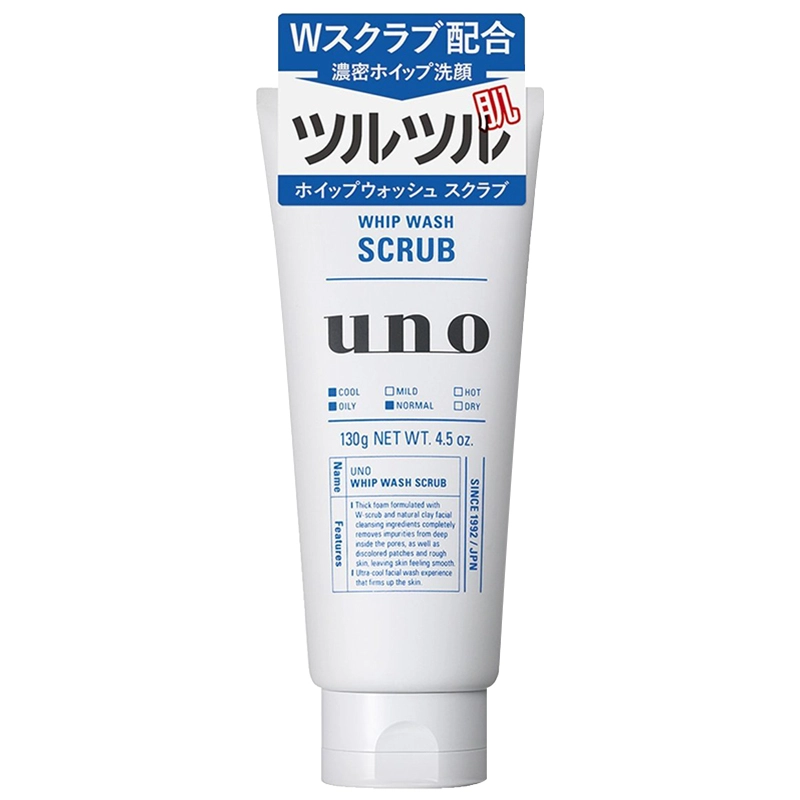 Wスクラブ配合
濃密ホイップ洗顔
ツルツル肌
ホイップウォッシュ スクラブ
WHIP WASH
SCRUB
uno
COOL MILD HOT
OILY NORMAL DRY
130g NET WT. 4.5 oz.
Name
UNO
WHIP WASH SCRUB
Features
Thick foam formulated with
W-scrub and natural clay facial
cleansing ingredients completely
removes impurities from deep
inside the pores, as well as
discolored patches and rough
skin, leaving skin feeling smooth.
Ultra-cool facial wash experience
that firms up the skin.
SINCE 1992 / JPN